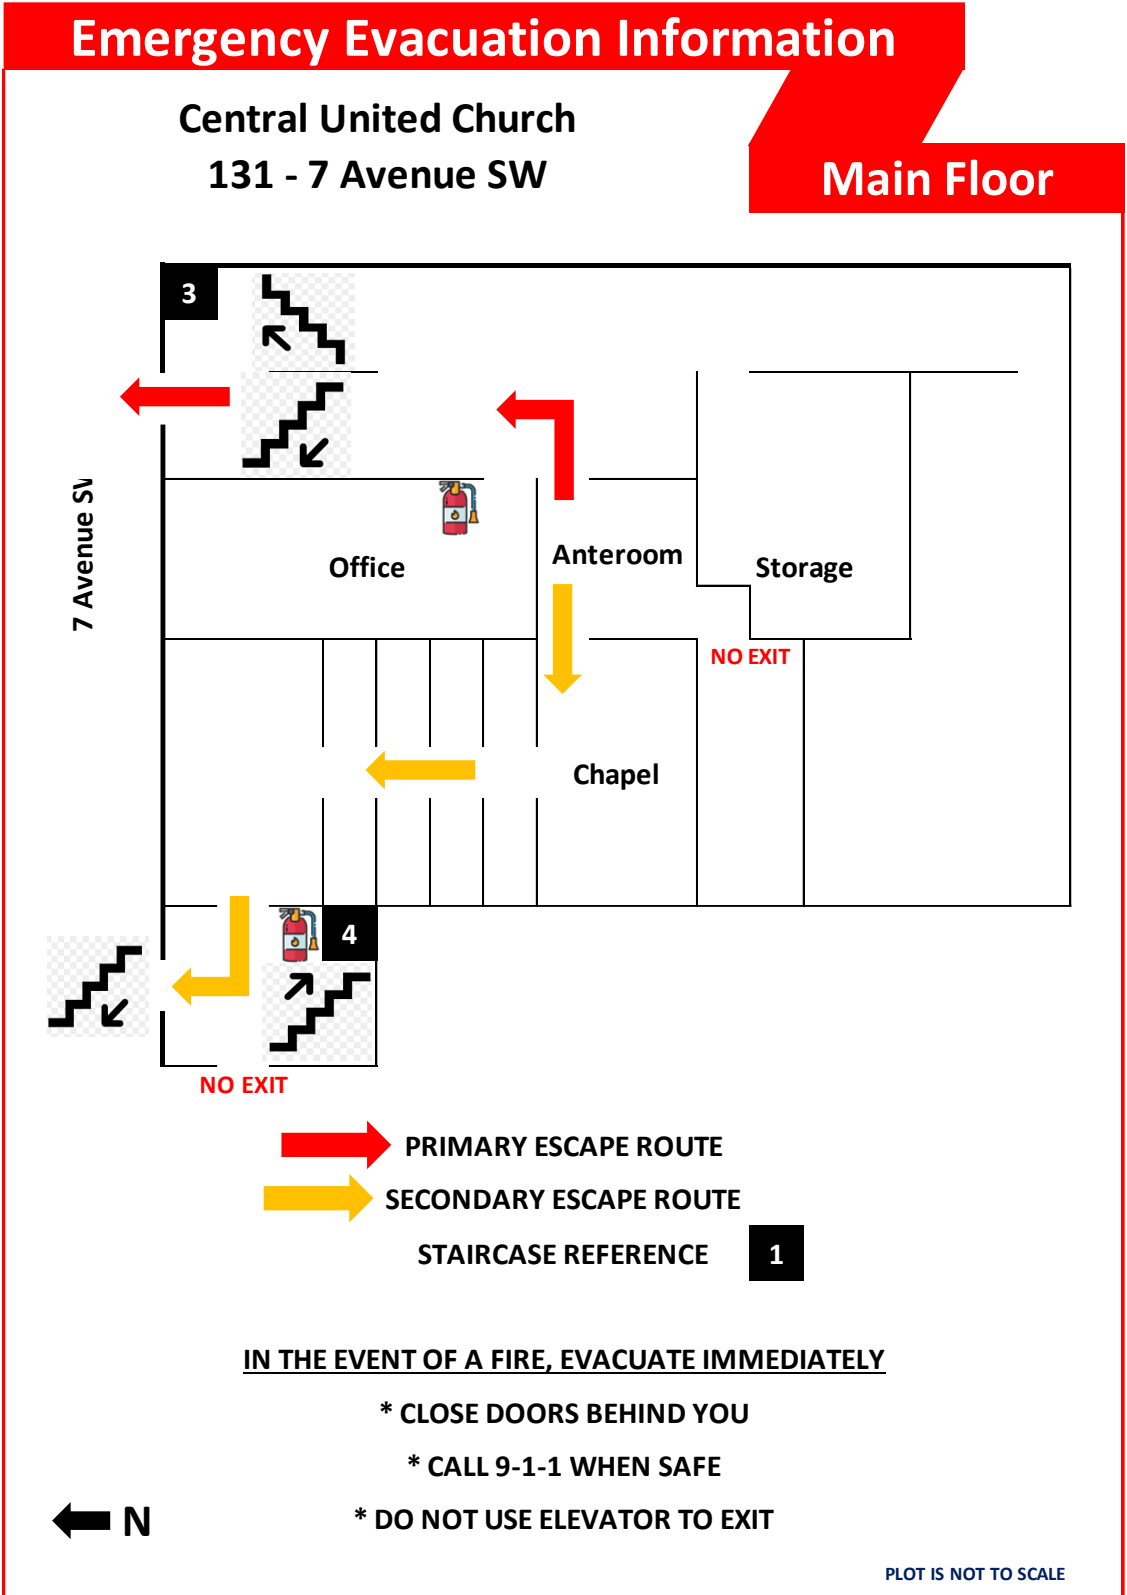 Emergency Evacuation Information
Central United Church
131 - 7 Avenue SW
Main Floor
3
7 Avenue SW
Office
Anteroom
Storage
NO EXIT
Chapel
4
NO EXIT
PRIMARY ESCAPE ROUTE
SECONDARY ESCAPE ROUTE
STAIRCASE REFERENCE 1
IN THE EVENT OF A FIRE, EVACUATE IMMEDIATELY
* CLOSE DOORS BEHIND YOU
* CALL 9-1-1 WHEN SAFE
* DO NOT USE ELEVATOR TO EXIT
N
PLOT IS NOT TO SCALE